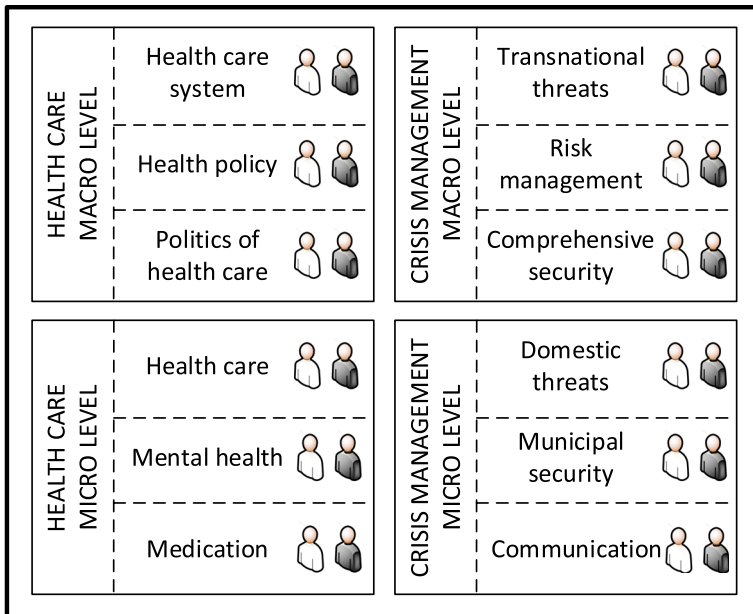 HEALTH CARE
MACRO LEVEL
Health care
system
Health policy
Politics of
health care
CRISIS MANAGEMENT
MACRO LEVEL
Transnational
threats
Risk
management
Comprehensive
security
HEALTH CARE
MICRO LEVEL
Health care
Mental health
Medication
CRISIS MANAGEMENT
MICRO LEVEL
Domestic
threats
Municipal
security
Communication